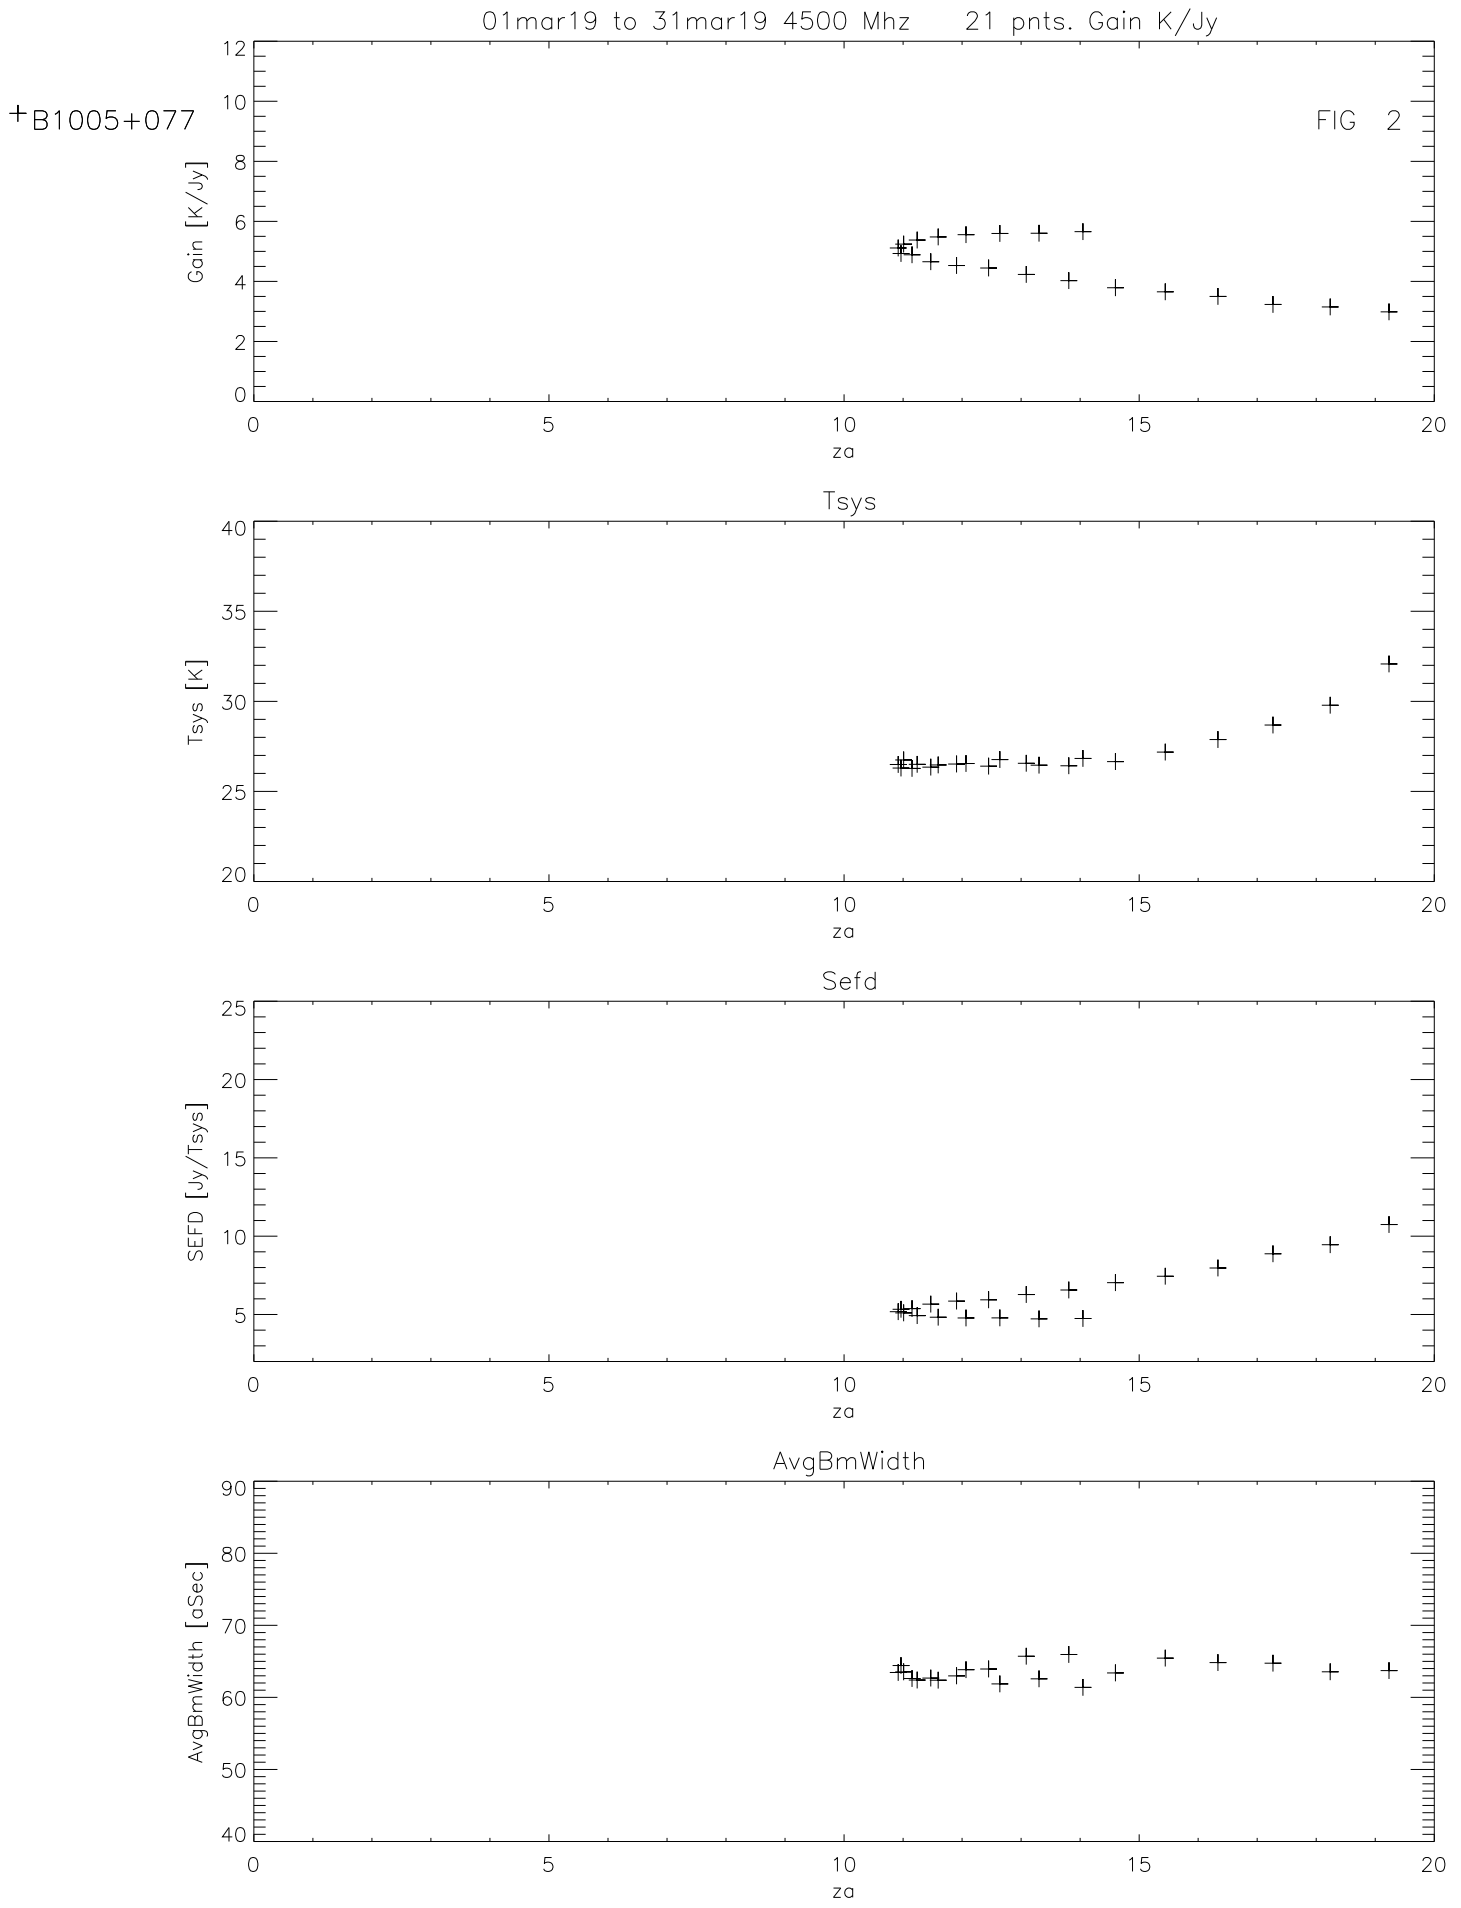 01mar19 to 31mar19 4500 Mhz 21 pnts. Gain K/Jy
+B1005+077
FIG 2
Gain [K/Jy]
12
10
8
6
4
2
0
0 5 10 15 20
za
Tsys
Tsys [K]
40
35
30
25
20
0 5 10 15 20
za
Sefd
SEFD [Jy/Tsys]
25
20
15
10
5
0 5 10 15 20
za
AvgBmWidth
AvgBmWidth [aSec]
90
80
70
60
50
40
0 5 10 15 20
za